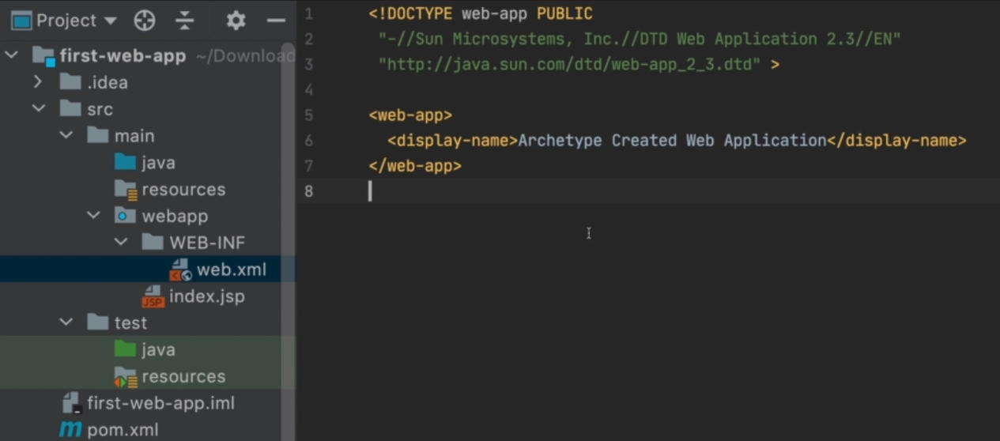 Project
first-web-app ~/Download
.idea
src
main
java
resources
webapp
WEB-INF
web.xml
index.jsp
JSP
test
java
resources
first-web-app.iml
pom.xml
1 <!DOCTYPE web-app PUBLIC
2 "-//Sun Microsystems, Inc.//DTD Web Application 2.3//EN"
3 "http://java.sun.com/dtd/web-app_2_3.dtd" >
4
5 <web-app>
6 <display-name>Archetype Created Web Application</display-name>
7 </web-app>
8